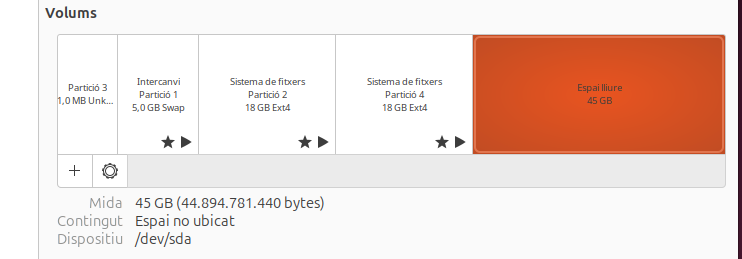 Volums
Partició 3
1,0 MB Unk...
Intercanvi
Partició 1
5,0 GB Swap
Sistema de fitxers
Partició 2
18 GB Ext4
Sistema de fitxers
Partició 4
18 GB Ext4
Espai lliure
45 GB
Mida 45 GB (44.894.781.440 bytes)
Contingut Espai no ubicat
Dispositiu /dev/sda